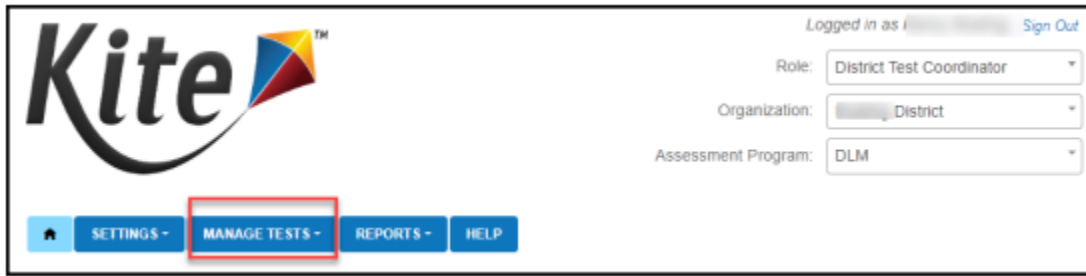 Kite™
Logged in as Sign Out
Role: District Test Coordinator
Organization: District
Assessment Program: DLM
SETTINGS MANAGE TESTS REPORTS HELP